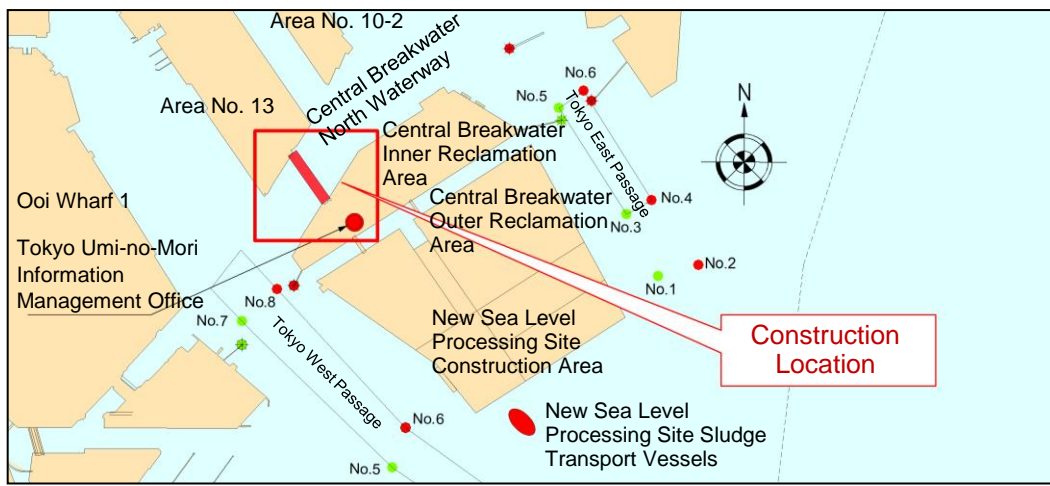 Area No. 10-2
Central Breakwater
North Waterway
Area No. 13
No.6
No.5
Tokyo East Passage
N
Central Breakwater
Inner Reclamation
Area
Ooi Wharf 1
Central Breakwater
Outer Reclamation
Area
No.4
No.3
Tokyo Umi-no-Mori
Information
Management Office
No.2
No.1
No.8
No.7
Tokyo West Passage
New Sea Level
Processing Site
Construction Area
Construction
Location
No.6
No.5
New Sea Level
Processing Site Sludge
Transport Vessels